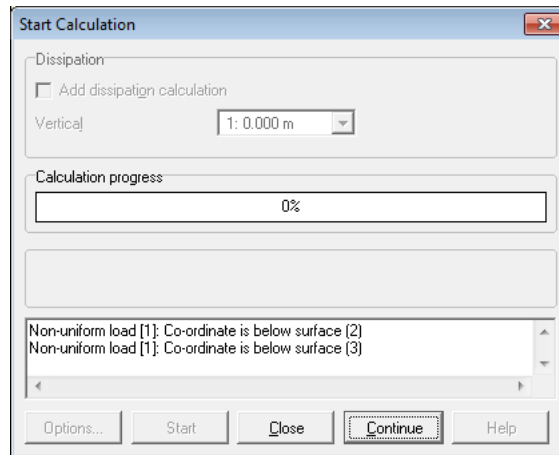 Start Calculation
Dissipation
Add dissipation calculation
Vertical
1: 0.000 m
Calculation progress
0%
Non-uniform load [1]: Co-ordinate is below surface (2)
Non-uniform load [1]: Co-ordinate is below surface (3)
Options... Start Close Continue Help